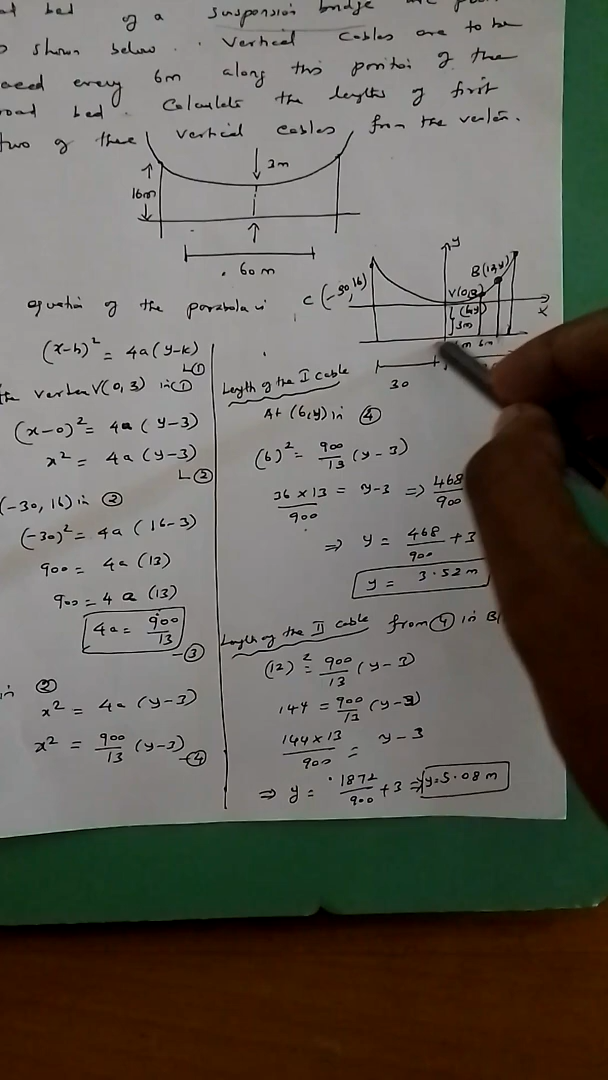 bed of a suspension bridge are
shown below. Vertical cables are to be
every 6m along this portion of the
road bed. Calculate the lengths of first
two of these vertical cables from the vertex.
3m
16m
60m
equation of the parabola is
(x-h)² = 4a(y-k)
L①
the vertex V(0, 3) in ①
(x-0)² = 4a (y-3)
x² = 4a (y-3)
L②
(-30, 16) in ②
(-30)² = 4a (16-3)
900 = 4a (13)
900 = 4a (13)
4a = 900/13
-③
in ②
x² = 4a (y-3)
x² = 900/13 (y-3)
-④
y
C (-30, 16)
B(12, y)
V(0,3)
(6,y)
3m
x
6m
30
Length of the I cable
At (6,y) in ④
(6)² = 900/13 (y-3)
36 x 13/900 = y-3 ⇒ 468/900
⇒ y = 468/900 + 3
y = 3.52 m
Length of the II cable from ④ in B
(12)² = 900/13 (y-3)
144 = 900/13 (y-3)
144 x 13/900 = y-3
⇒ y = 1872/900 + 3 ⇒ y = 5.08 m